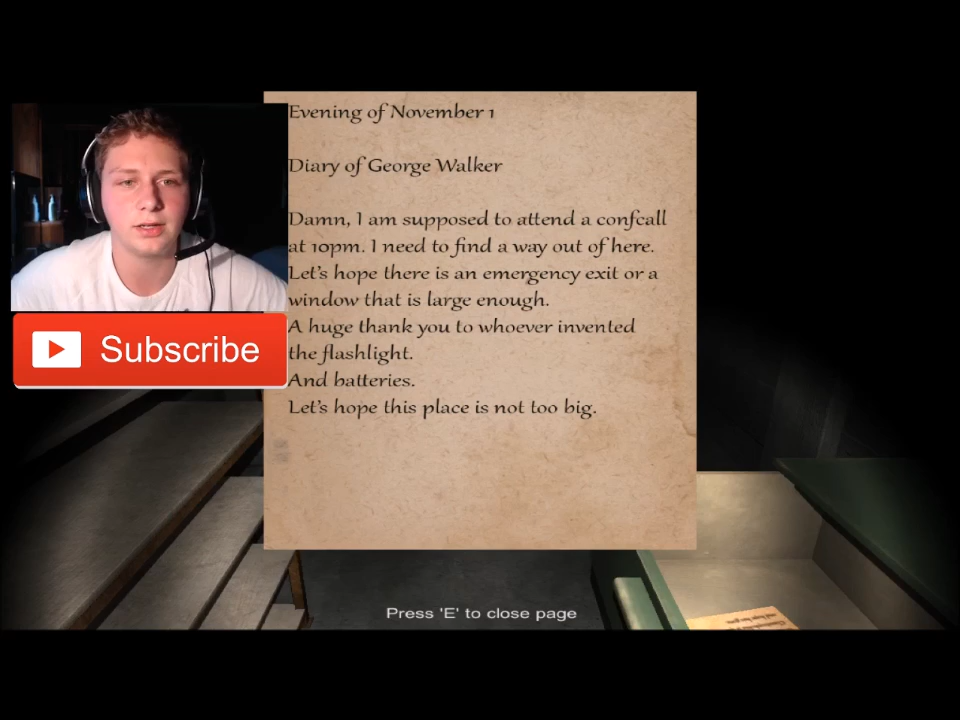 Evening of November 1
Diary of George Walker
Damn, I am supposed to attend a confcall
at 10pm. I need to find a way out of here.
Let's hope there is an emergency exit or a
window that is large enough.
A huge thank you to whoever invented
the flashlight.
And batteries.
Let's hope this place is not too big.
Subscribe
Press 'E' to close page